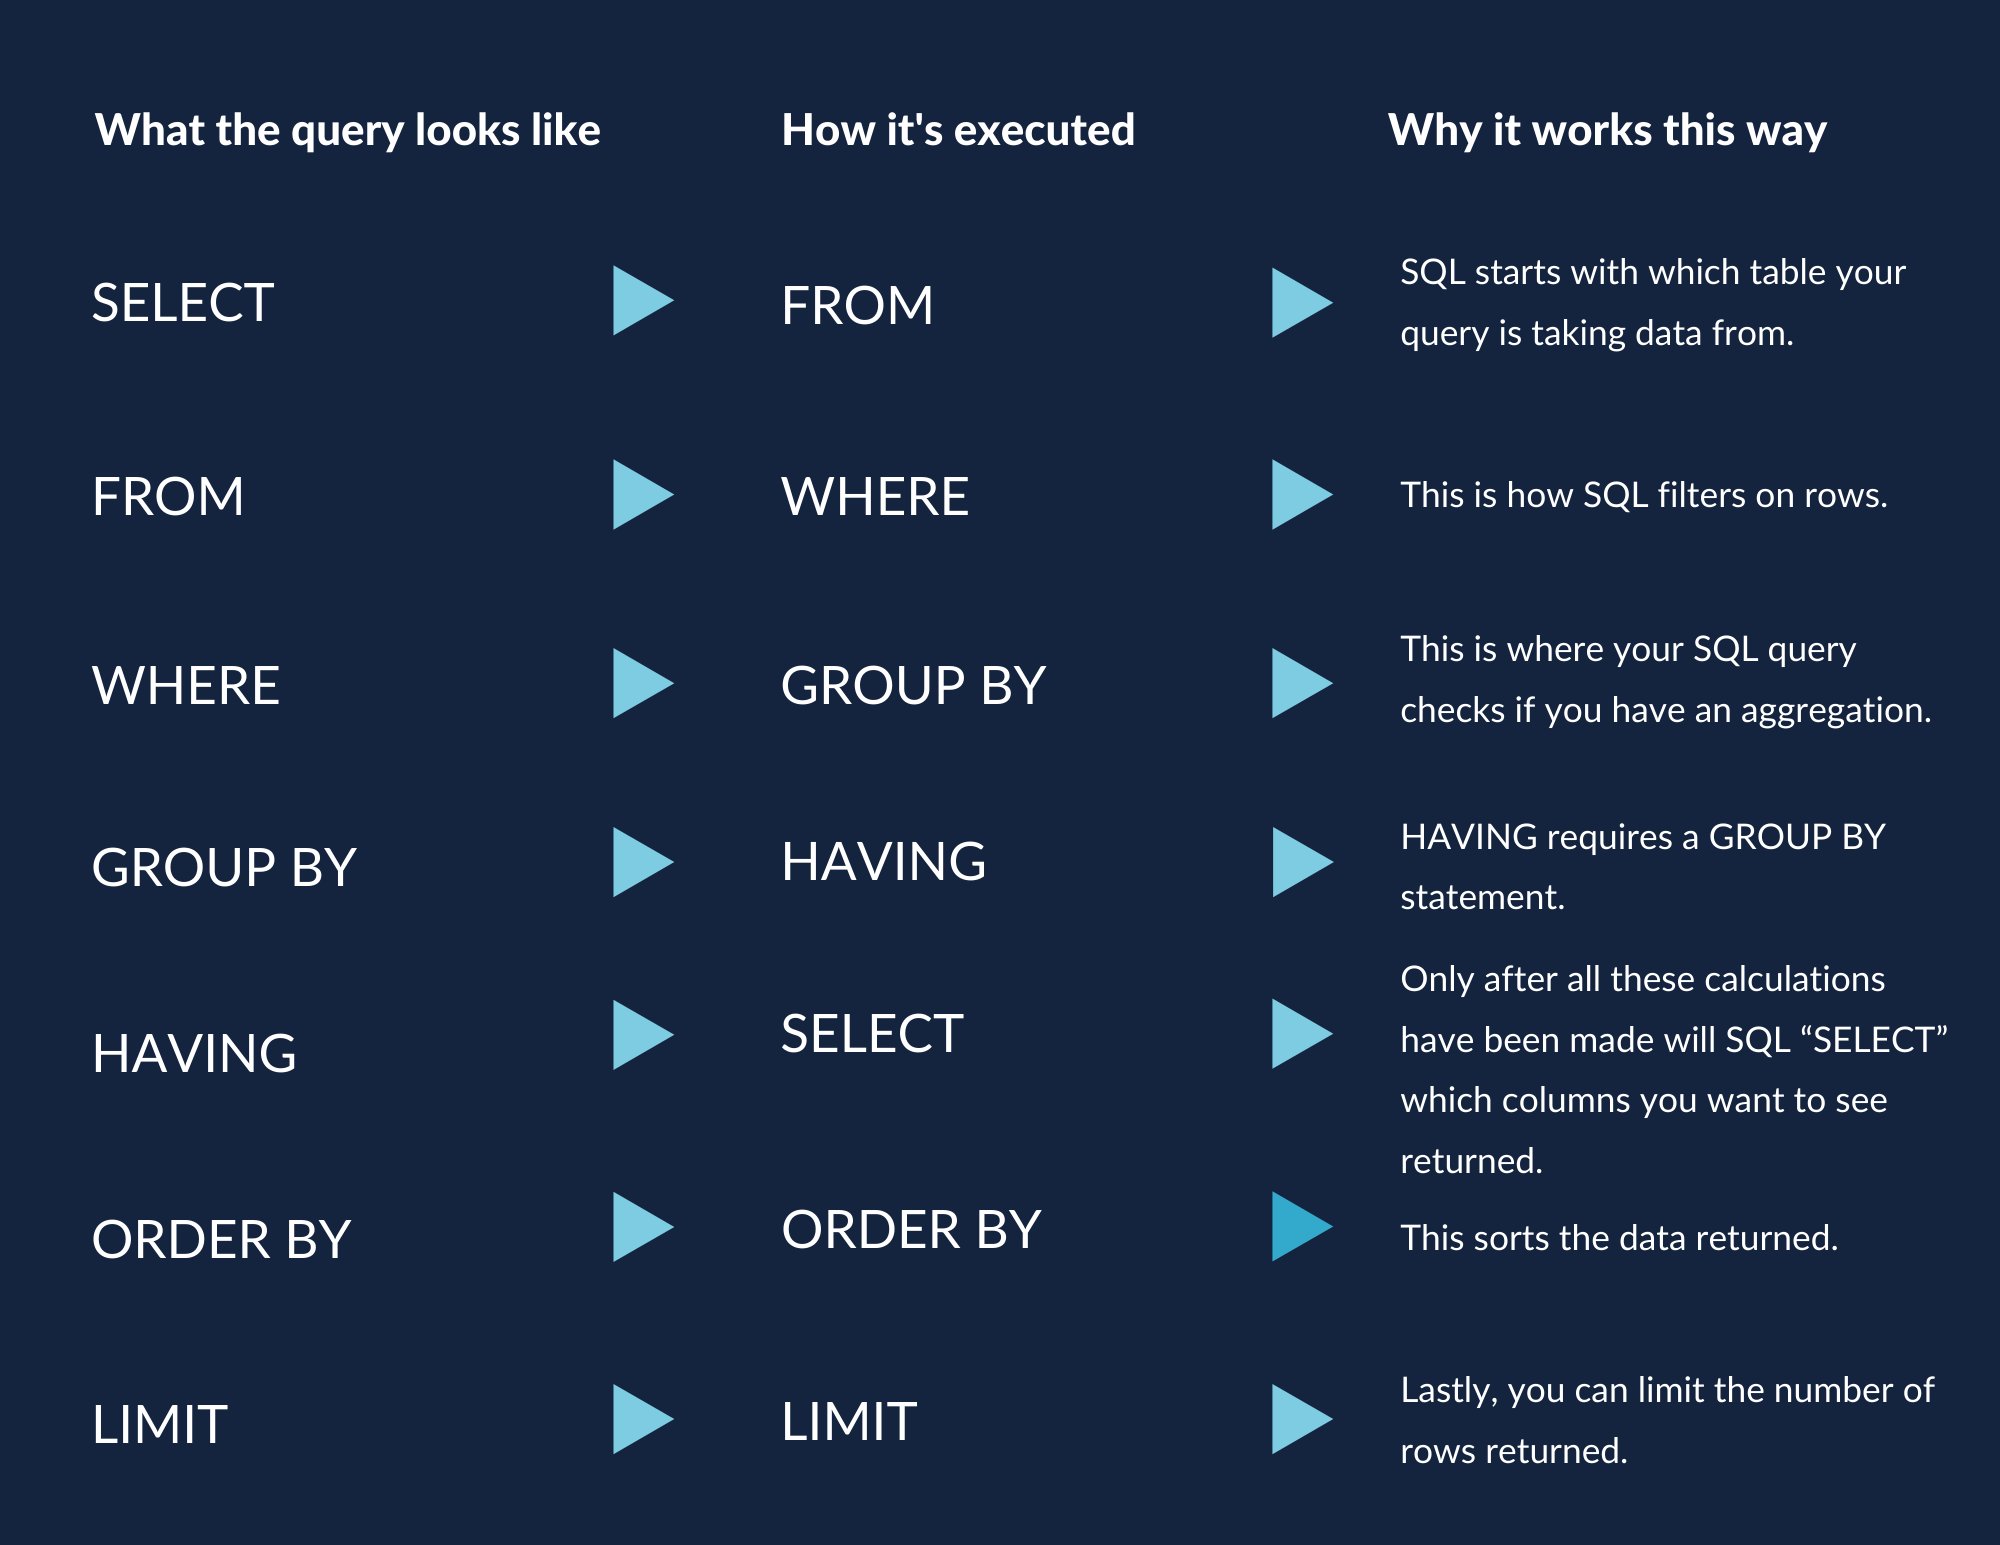 What the query looks like
How it's executed
Why it works this way
SELECT
FROM
SQL starts with which table your
query is taking data from.
FROM
WHERE
This is how SQL filters on rows.
WHERE
GROUP BY
This is where your SQL query
checks if you have an aggregation.
GROUP BY
HAVING
HAVING requires a GROUP BY
statement.
HAVING
SELECT
Only after all these calculations
have been made will SQL “SELECT”
which columns you want to see
returned.
ORDER BY
ORDER BY
This sorts the data returned.
LIMIT
LIMIT
Lastly, you can limit the number of
rows returned.